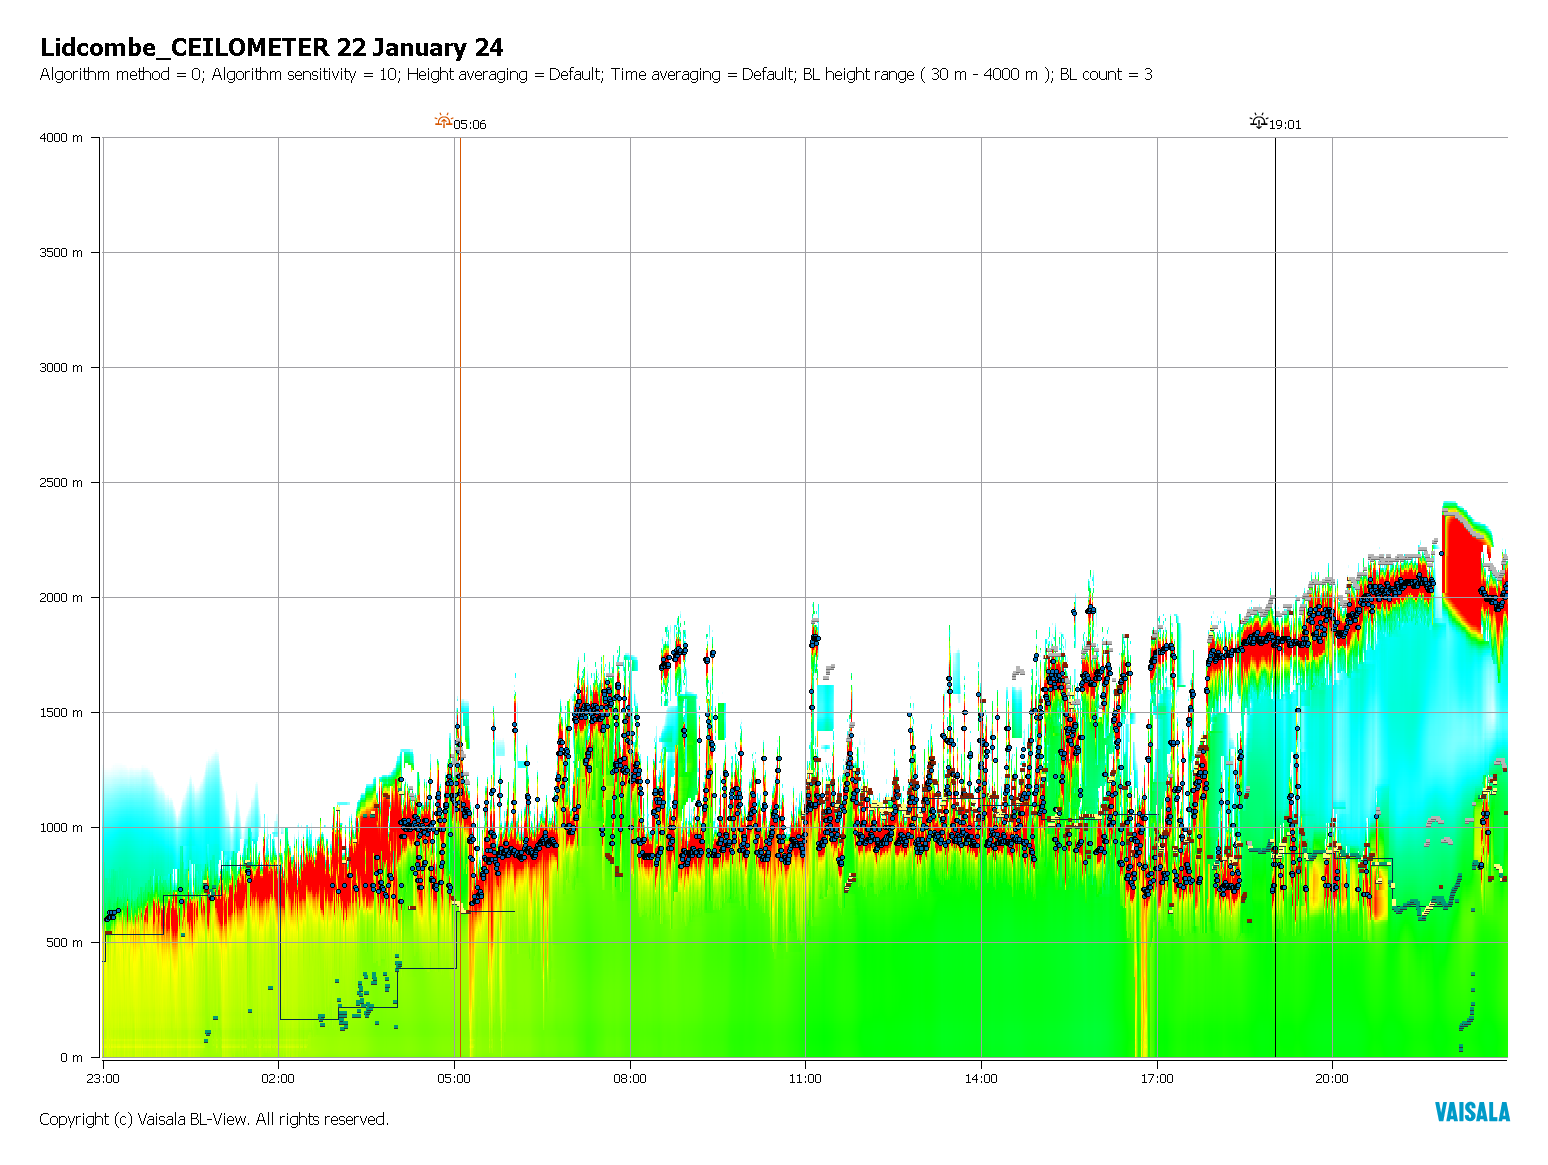 Lidcombe_CEILOMETER 22 January 24
Algorithm method = 0; Algorithm sensitivity = 10; Height averaging = Default; Time averaging = Default; BL height range ( 30 m - 4000 m ); BL count = 3
05:06
19:01
4000 m
3500 m
3000 m
2500 m
2000 m
1500 m
1000 m
500 m
0 m
23:00
02:00
05:00
08:00
11:00
14:00
17:00
20:00
Copyright (c) Vaisala BL-View. All rights reserved.
VAISALA